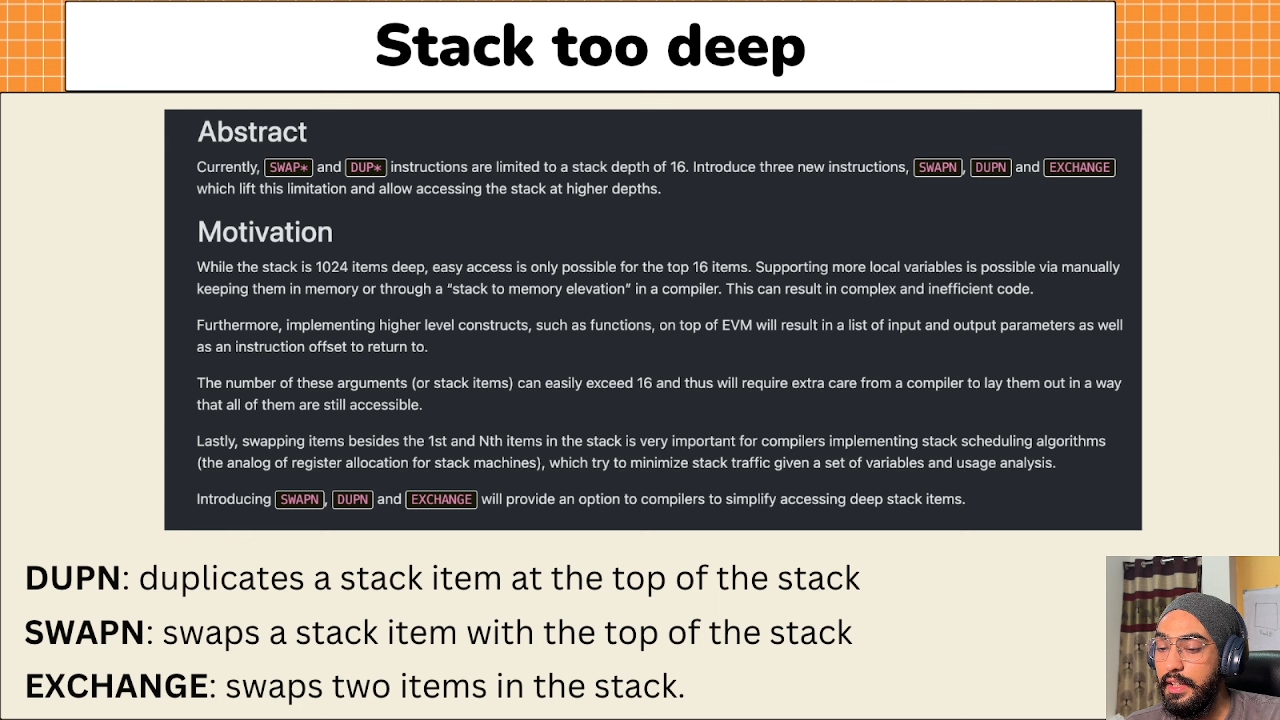 Stack too deep
Abstract
Currently, SWAP* and DUP* instructions are limited to a stack depth of 16. Introduce three new instructions, SWAPN, DUPN and EXCHANGE
which lift this limitation and allow accessing the stack at higher depths.
Motivation
While the stack is 1024 items deep, easy access is only possible for the top 16 items. Supporting more local variables is possible via manually
keeping them in memory or through a “stack to memory elevation” in a compiler. This can result in complex and inefficient code.
Furthermore, implementing higher level constructs, such as functions, on top of EVM will result in a list of input and output parameters as well
as an instruction offset to return to.
The number of these arguments (or stack items) can easily exceed 16 and thus will require extra care from a compiler to lay them out in a way
that all of them are still accessible.
Lastly, swapping items besides the 1st and Nth items in the stack is very important for compilers implementing stack scheduling algorithms
(the analog of register allocation for stack machines), which try to minimize stack traffic given a set of variables and usage analysis.
Introducing SWAPN, DUPN and EXCHANGE will provide an option to compilers to simplify accessing deep stack items.
DUPN: duplicates a stack item at the top of the stack
SWAPN: swaps a stack item with the top of the stack
EXCHANGE: swaps two items in the stack.